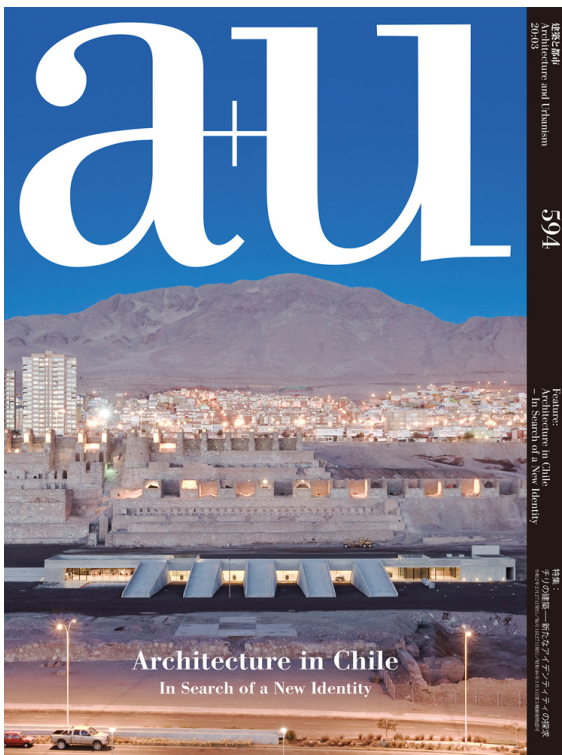 a+u
建築と都市
Architecture and Urbanism
20:03
594
Feature:
Architecture in Chile
– In Search of a New Identity
特集：
チリの建築──新たなアイデンティティの探求
Architecture in Chile
In Search of a New Identity